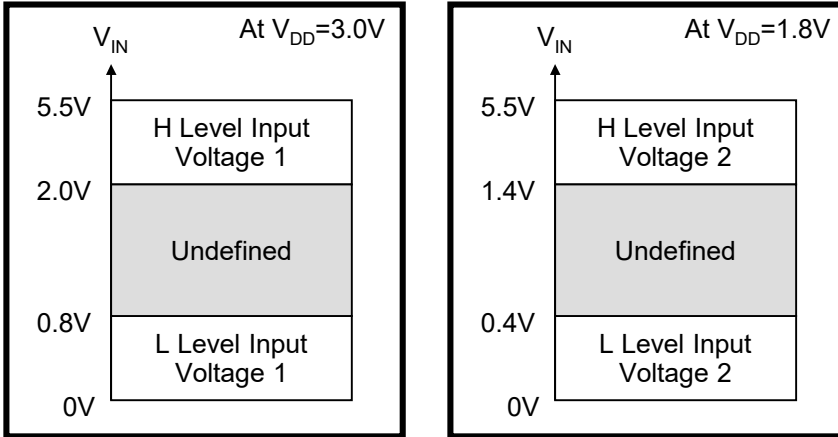 At V_DD=3.0V
V_IN
5.5V
H Level Input
Voltage 1
2.0V
Undefined
0.8V
L Level Input
Voltage 1
0V
At V_DD=1.8V
V_IN
5.5V
H Level Input
Voltage 2
1.4V
Undefined
0.4V
L Level Input
Voltage 2
0V